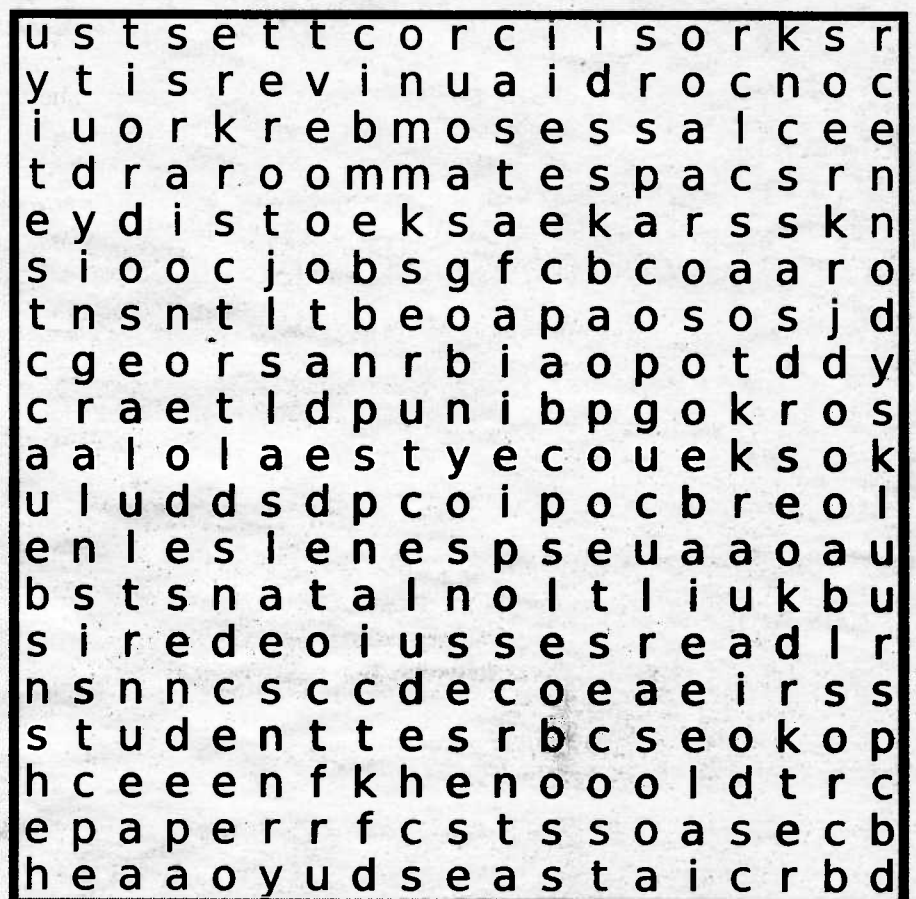 u s t s e t t c o r c i i s o r k s r
y t i s r e v i n u a i d r o c n o c
i u o r k r e b m o s e s s a l c e e
t d r a r o o m m a t e s p a c s r n
e y d i s t o e k s a e k a r s s k n
s i o o c j o b s g f c b c o a a r o
t n s n t l t b e o a p a o s o s j d
c g e o r s a n r b i a o p o t d d y
c r a e t l d p u n i b p g o k r o s
a a l o l a e s t y e c o u e k s o k
u l u d d s d p c o i p o c b r e o l
e n l e s l e n e s p s e u a a o a u
b s t s n a t a l n o l t l i u k b u
s i r e d e o i u s s e s r e a d l r
n s n n c s c c d e c o e a e i r s s
s t u d e n t t e s r b c s e o k o p
h c e e e n f k h e n o o o l d t r c
e p a p e r r f c s t s s o a s e c b
h e a a o y u d s e a s t a i c r b d